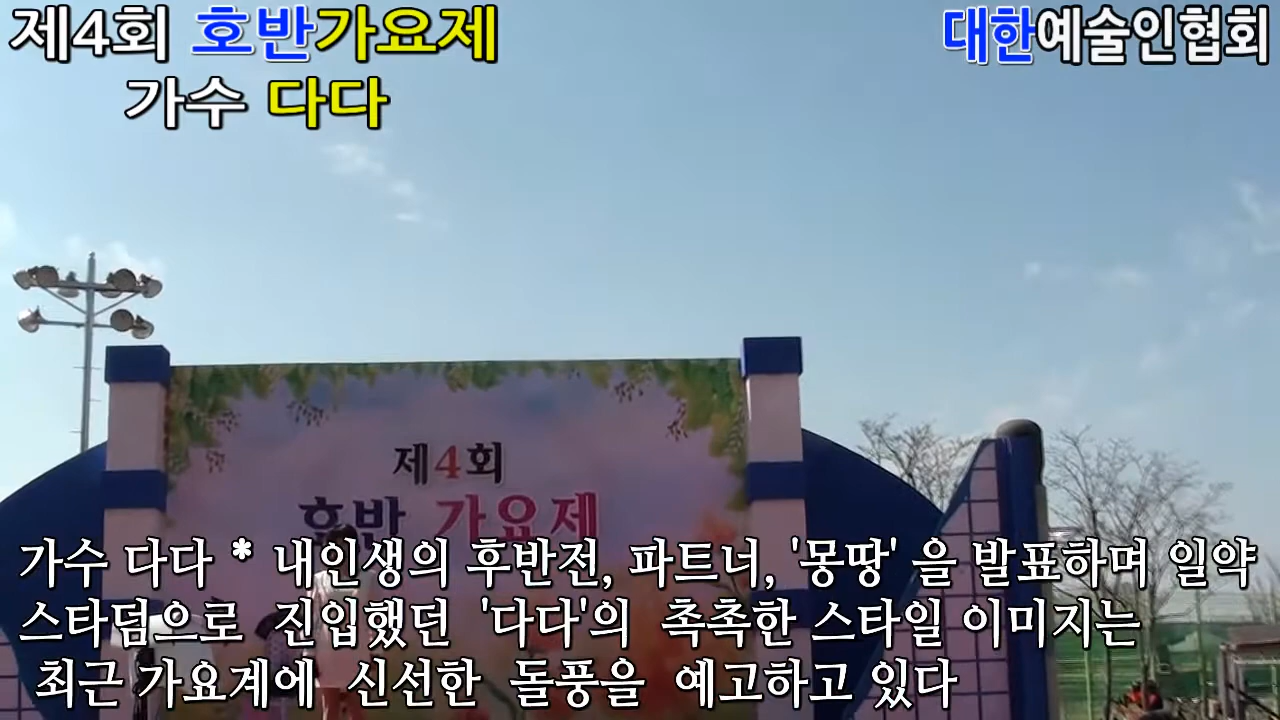 제4회 호반가요제
대한예술인협회
가수 다다
제4회
호반 가요제
가수 다다 * 내인생의 후반전, 파트너, '몽땅' 을 발표하며 일약
스타덤으로 진입했던 '다다'의 촉촉한 스타일 이미지는
최근 가요계에 신선한 돌풍을 예고하고 있다